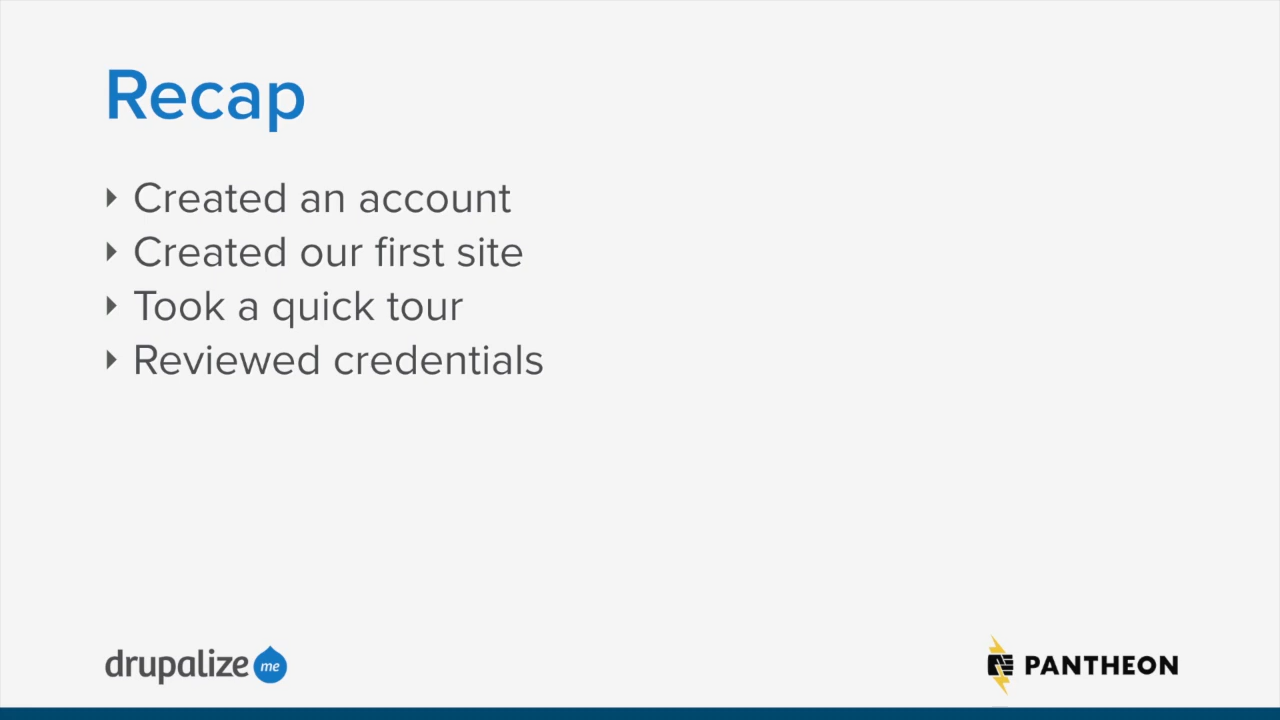 Recap
Created an account
Created our first site
Took a quick tour
Reviewed credentials
drupalize me
PANTHEON